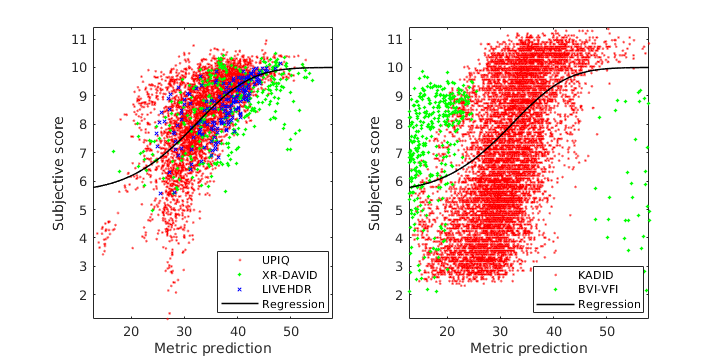 11
10
9
8
7
6
5
4
3
2
Subjective score
20 30 40 50
Metric prediction
UPIQ
XR-DAVID
LIVEHDR
Regression
11
10
9
8
7
6
5
4
3
2
Subjective score
20 30 40 50
Metric prediction
KADID
BVI-VFI
Regression